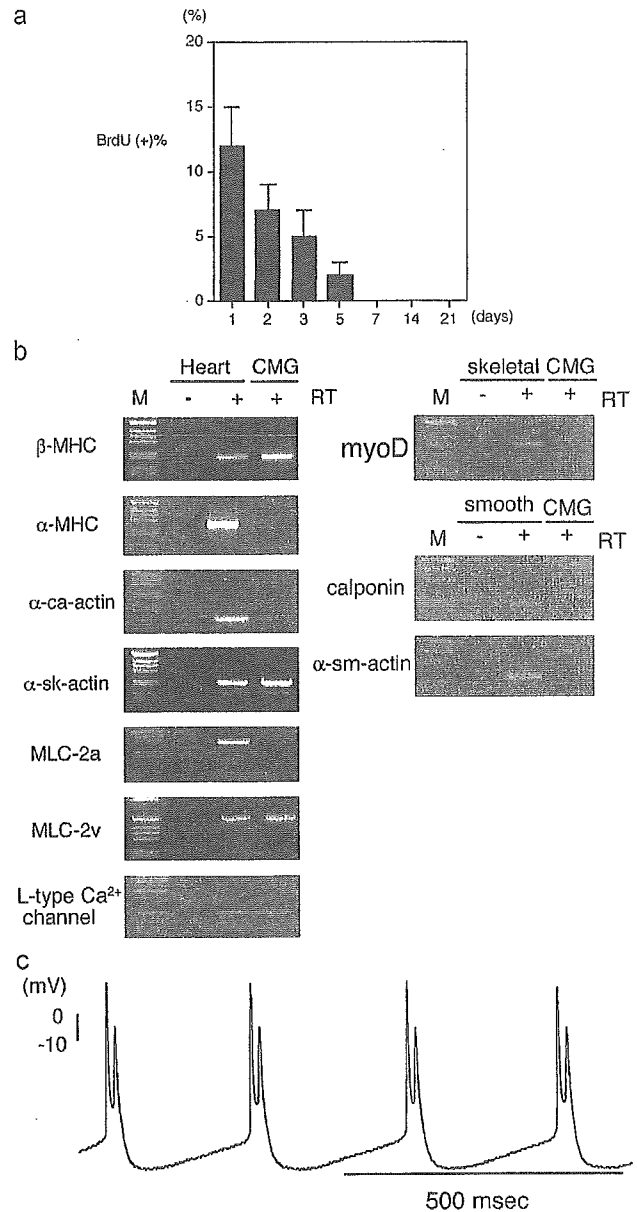 a
(%)
20
15
BrdU (+)%
10
5
0
1 2 3 5 7 14 21 (days)
b
Heart CMG
M - + + RT
β-MHC
α-MHC
α-ca-actin
α-sk-actin
MLC-2a
MLC-2v
L-type Ca²⁺
channel
skeletal CMG
M - + + RT
myoD
smooth CMG
M - + + RT
calponin
α-sm-actin
c
(mV)
0
-10
500 msec